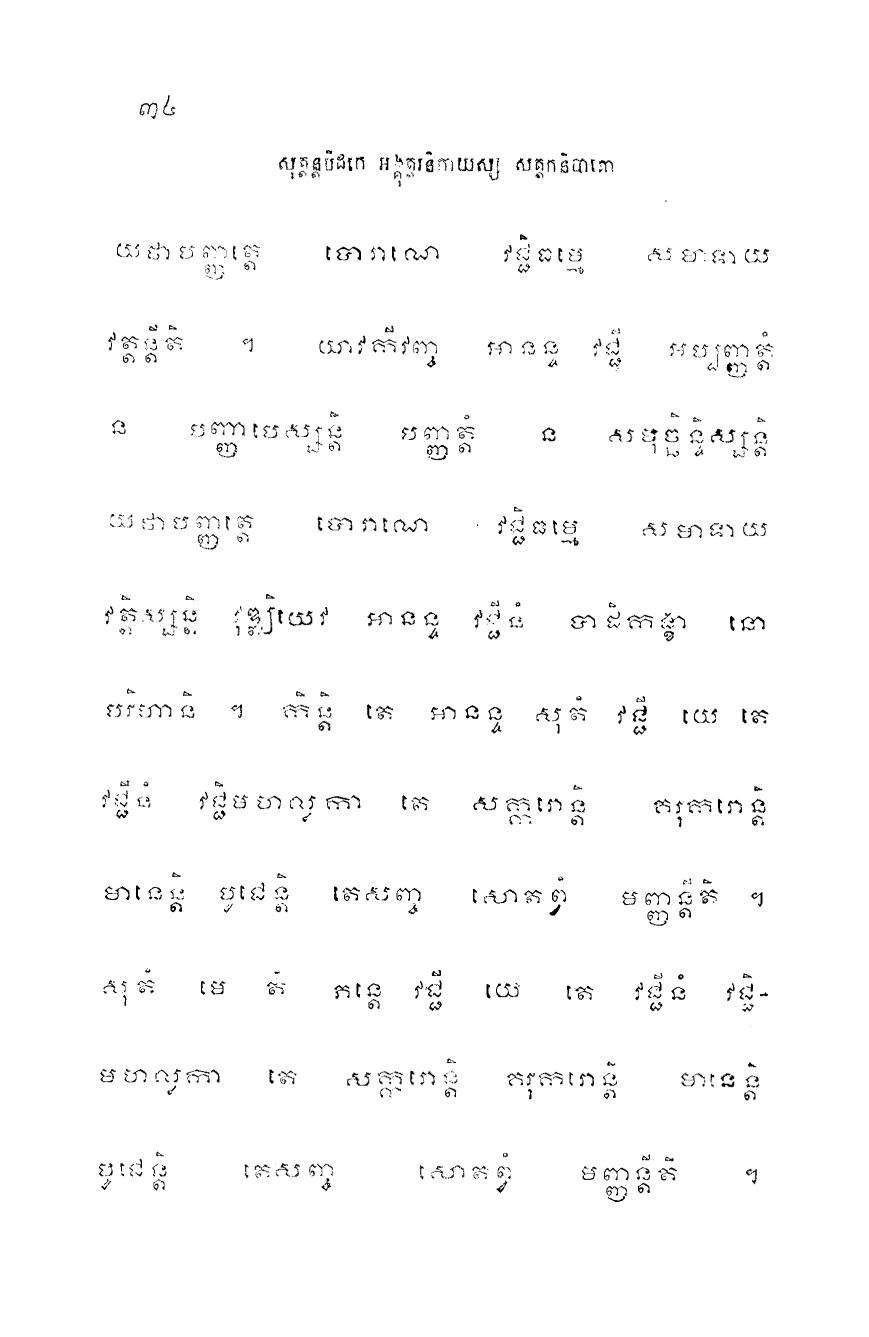 ៣៤
សុត្តន្តបិដកេ អង្គុត្តរនិកាយស្ស សត្តកនិបាតោ
យថាបញ្ញត្តេ បោរាណេ វជ្ជិធម្មេ សមាទាយ
វត្តន្តីតិ ។ យាវកីវញ្ច អានន្ទ វជ្ជី អប្បញ្ញត្តំ
ន បញ្ញាបេស្សន្តិ បញ្ញត្តំ ន សមុច្ឆិន្ទិស្សន្តិ
យថាបញ្ញត្តេ បោរាណេ វជ្ជិធម្មេ សមាទាយ
វត្តិស្សន្តិ វុឌ្ឍិយេវ អានន្ទ វជ្ជីនំ បាដិកង្ខា នោ
បរិហានិ ។ កិន្តិ តេ អានន្ទ សុតំ វជ្ជី យេ តេ
វជ្ជីនំ វជ្ជិមហល្លកា តេ សក្ករោន្តិ គរុករោន្តិ
មានេន្តិ បូជេន្តិ តេសញ្ច សោតព្វំ មញ្ញន្តីតិ ។
សុតំ មេ តំ ភន្តេ វជ្ជី យេ តេ វជ្ជីនំ វជ្ជិ-
មហល្លកា តេ សក្ករោន្តិ គរុករោន្តិ មានេន្តិ
បូជេន្តិ តេសញ្ច សោតព្វំ មញ្ញន្តីតិ ។